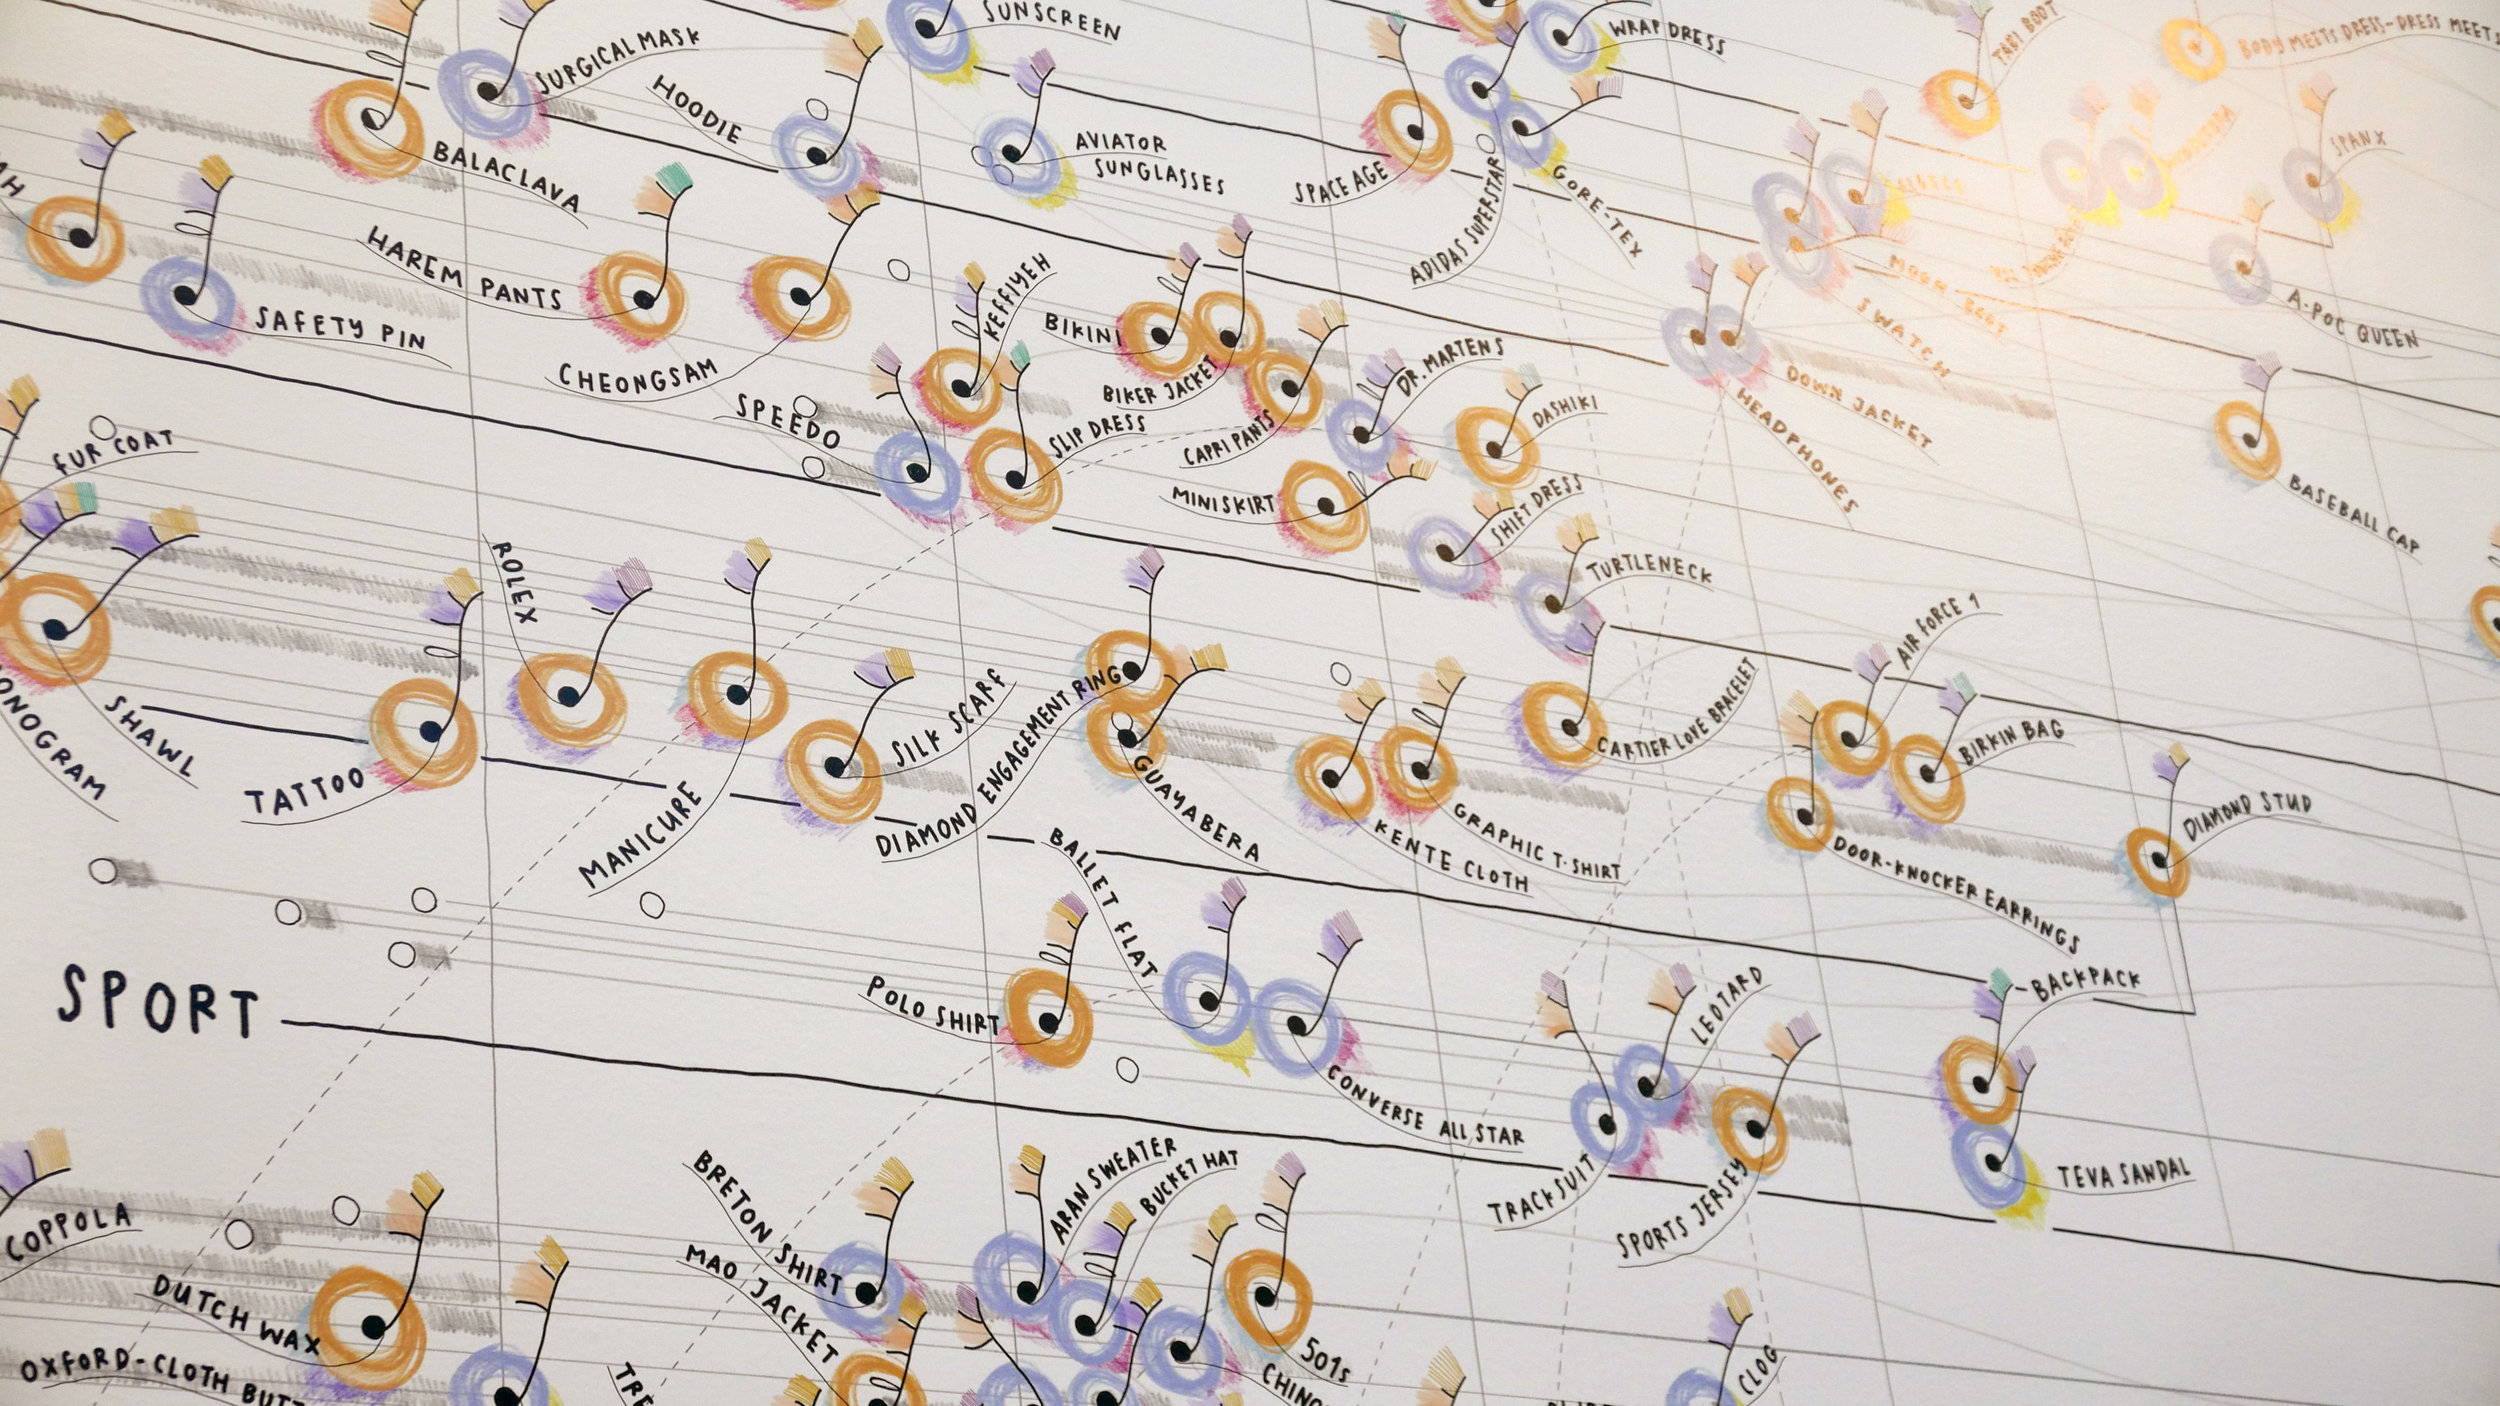 SUNSCREEN
WRAP DRESS
TABI BOOT
BODY MEETS DRESS-DRESS MEETS
SURGICAL MASK
HOODIE
AVIATOR
SUNGLASSES
BALACLAVA
SPACE AGE
ADIDAS SUPERSTAR
GORE-TEX
SPANX
HAREM PANTS
SAFETY PIN
CHEONGSAM
KEFFIYEH
BIKINI
BIKER JACKET
MOON-BOOT
SWATCH
A-POC QUEEN
SPEEDO
SLIP DRESS
CAPRI PANTS
DR. MARTENS
DASHIKI
DOWN JACKET
HEADPHONES
FUR COAT
MINISKIRT
SHIFT DRESS
BASEBALL CAP
TURTLENECK
ROLEX
SHAWL
TATTOO
MANICURE
SILK SCARF
DIAMOND ENGAGEMENT RING
GUAYABERA
KENTE CLOTH
GRAPHIC T-SHIRT
CARTIER LOVE BRACELET
AIR FORCE 1
BIRKIN BAG
DOOR-KNOCKER EARRINGS
DIAMOND STUD
BALLET FLAT
SPORT
POLO SHIRT
CONVERSE ALL STAR
LEOTARD
BACKPACK
TRACKSUIT
SPORTS JERSEY
TEVA SANDAL
COPPOLA
DUTCH WAX
OXFORD-CLOTH BUTT
BRETON SHIRT
MAO JACKET
ARAN SWEATER
BUCKET HAT
501s
CHINO
CLOG
TRE